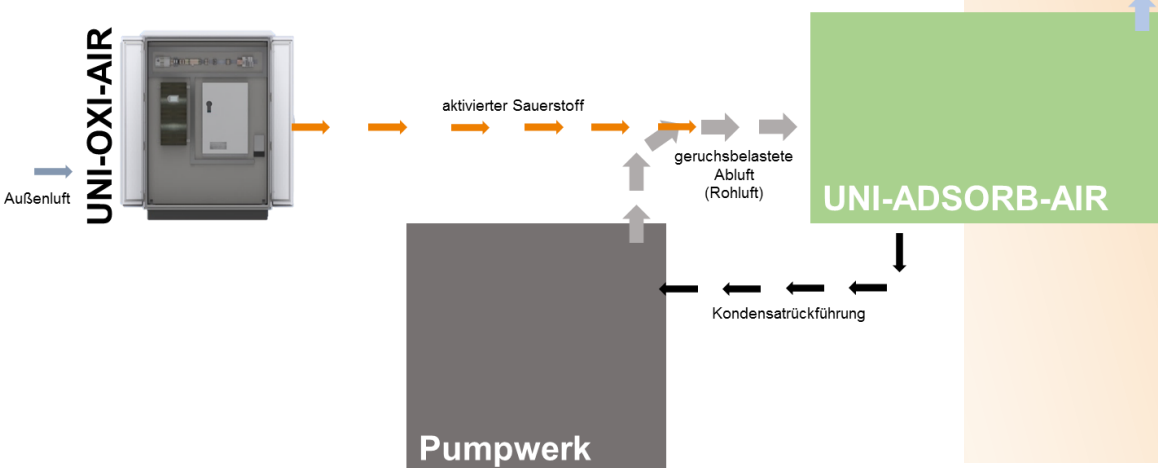 UNI-OXI-AIR
Außenluft
aktivierter Sauerstoff
geruchsbelastete
Abluft
(Rohluft)
UNI-ADSORB-AIR
Kondensatrückführung
Pumpwerk